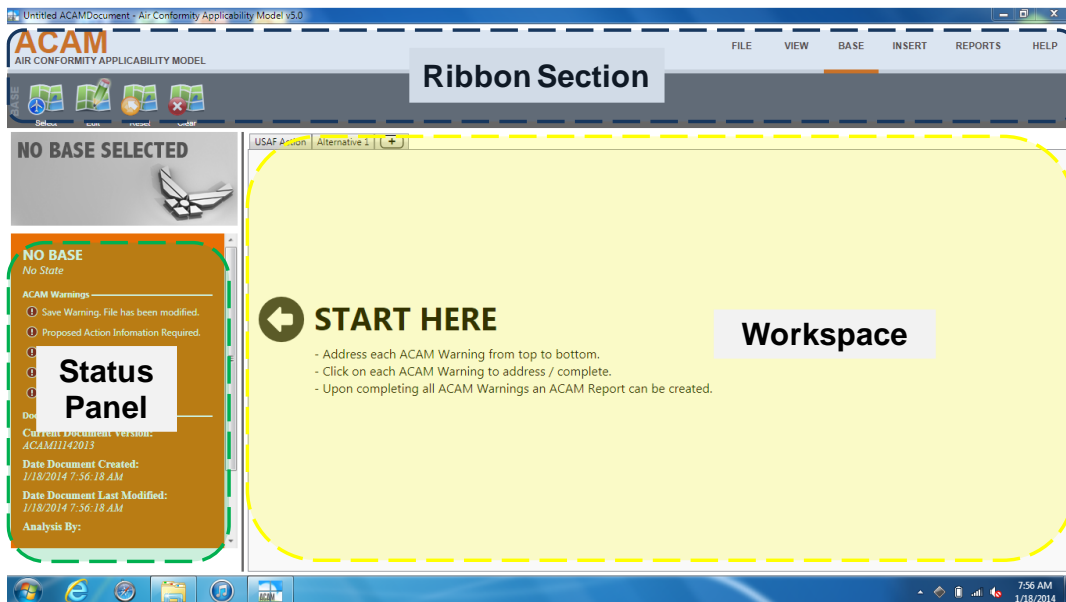 Untitled ACAMDocument - Air Conformity Applicability Model v5.0
ACAM
AIR CONFORMITY APPLICABILITY MODEL
FILE VIEW BASE INSERT REPORTS HELP
Ribbon Section
BASE
Select Edit Reset Clear
NO BASE SELECTED
USAF Action Alternative 1
NO BASE
No State
ACAM Warnings
Save Warning. File has been modified.
Proposed Action Infomation Required.
START HERE
- Address each ACAM Warning from top to bottom.
- Click on each ACAM Warning to address / complete.
- Upon completing all ACAM Warnings an ACAM Report can be created.
Workspace
Status
Panel
Current Document Version:
ACAM11142013
Date Document Created:
1/18/2014 7:56:18 AM
Date Document Last Modified:
1/18/2014 7:56:18 AM
Analysis By:
ACAM
7:56 AM
1/18/2014